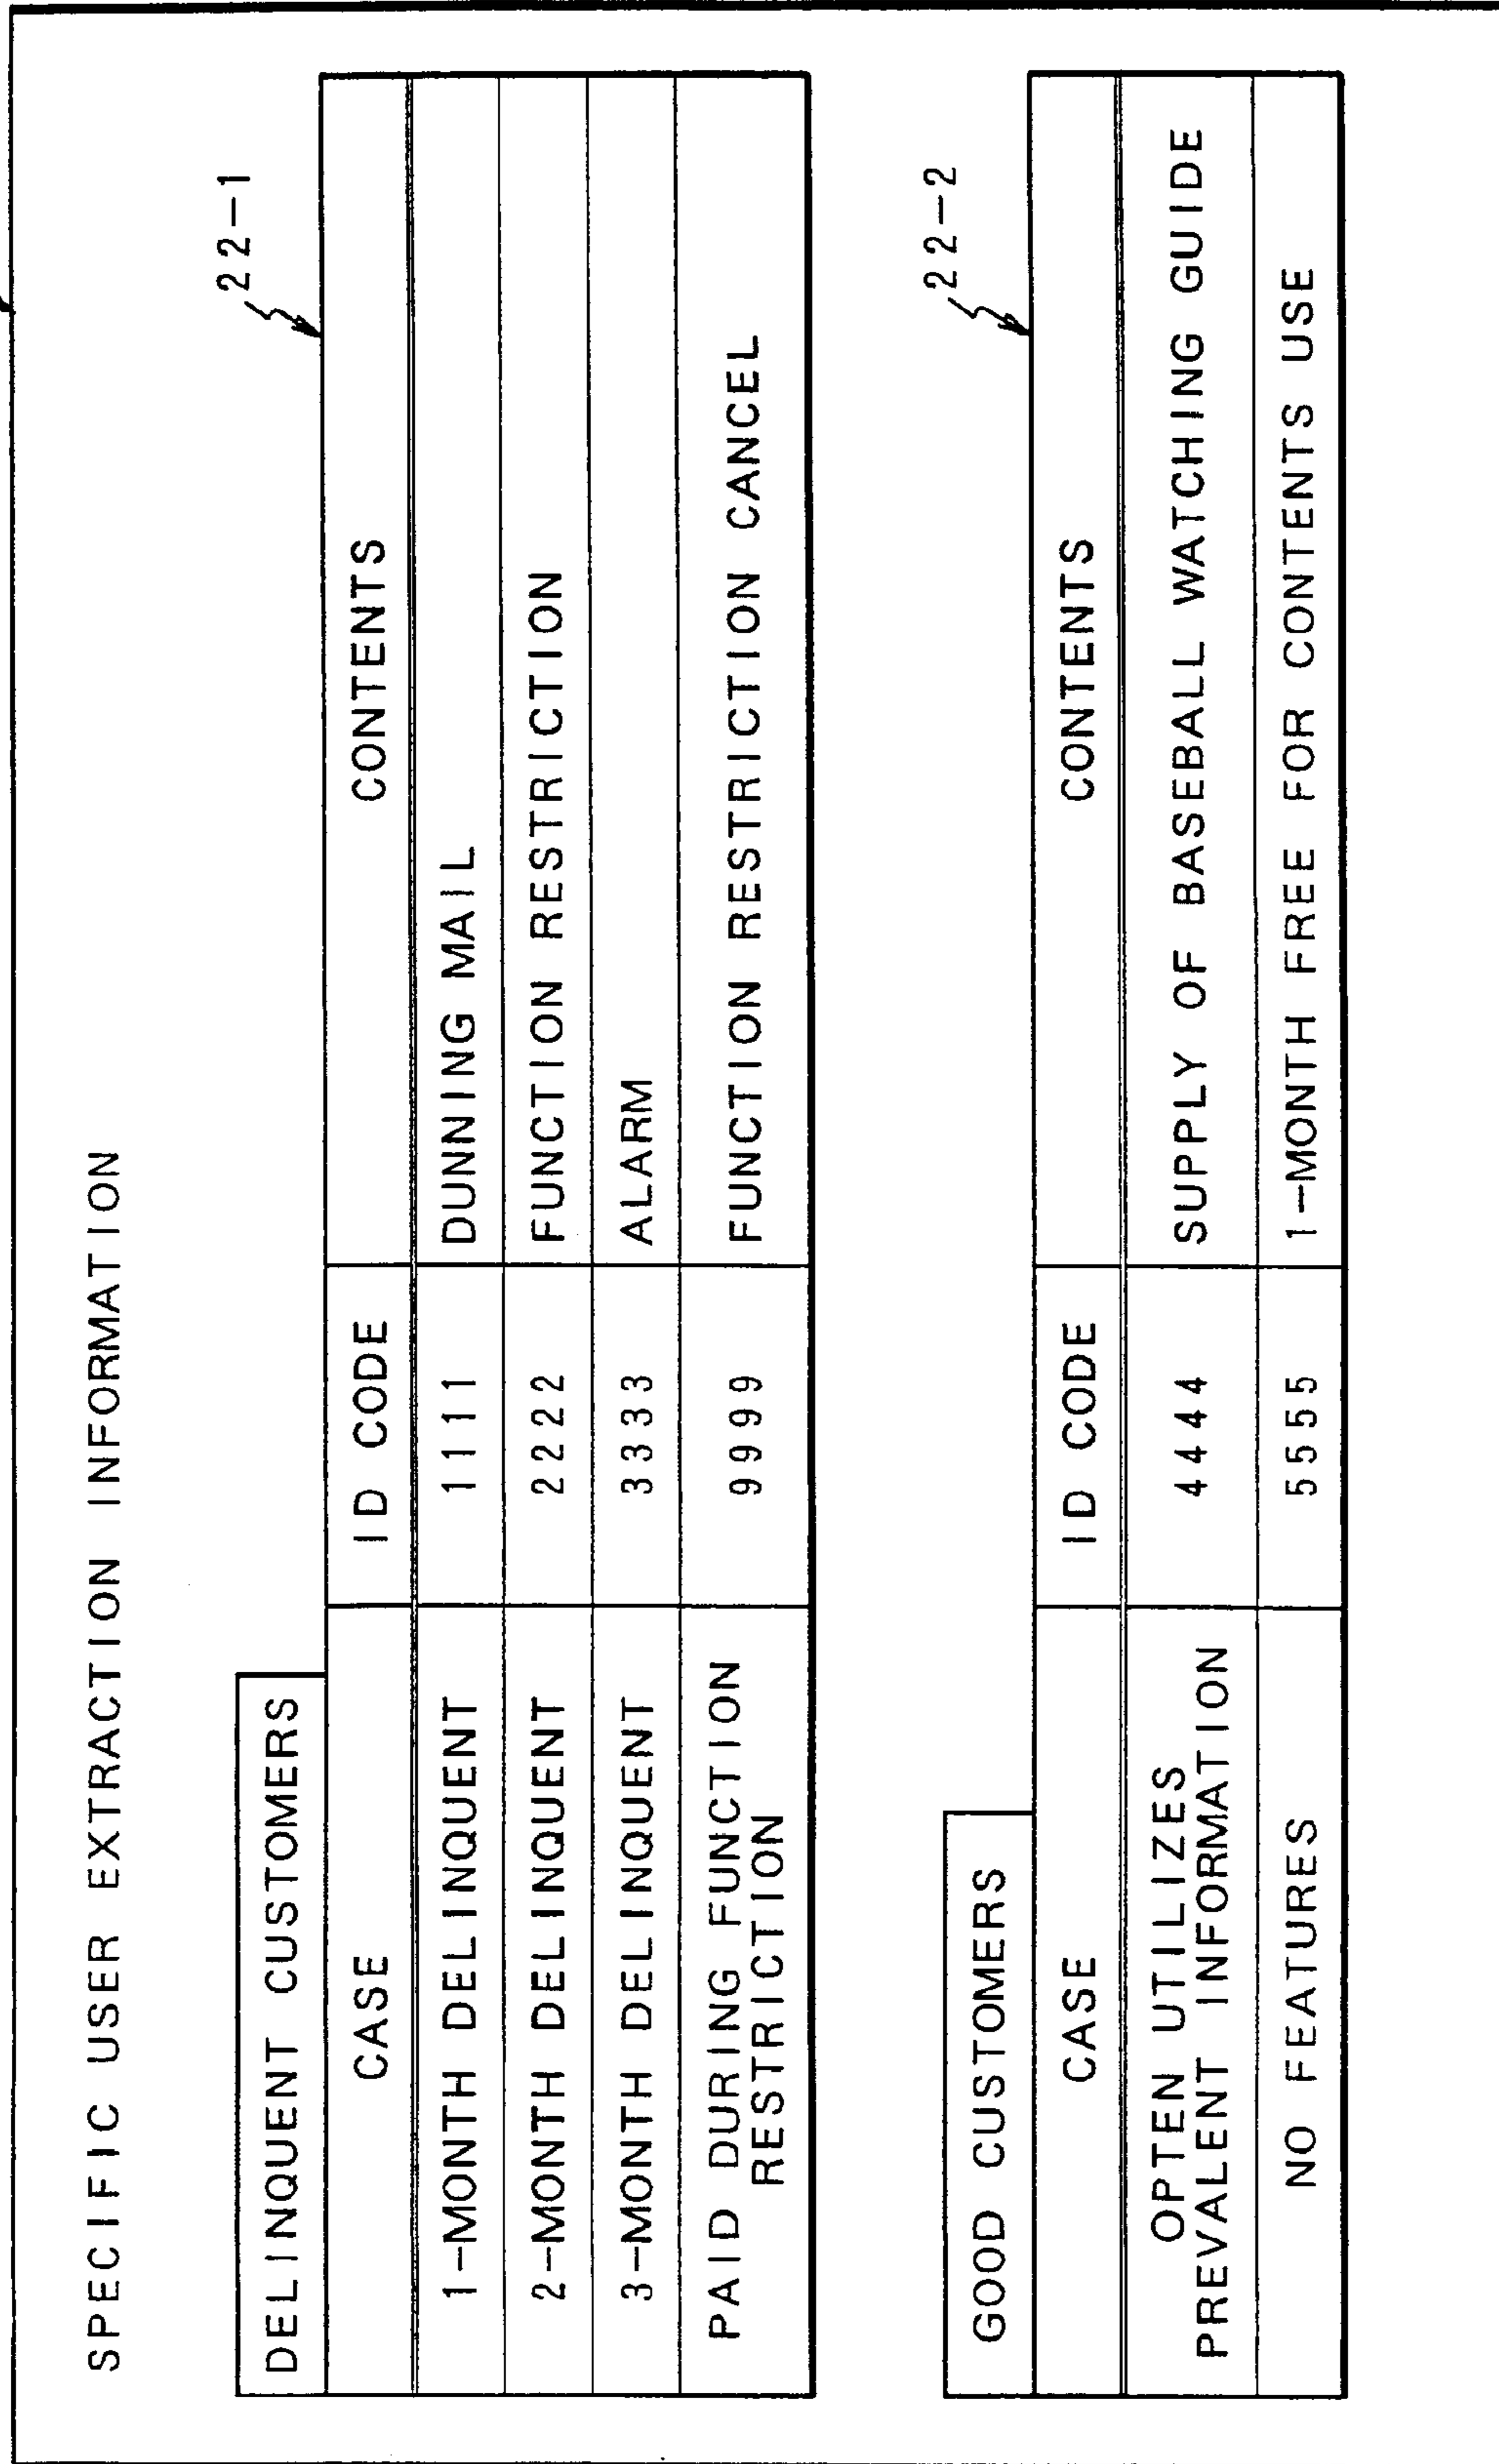 SPECIFIC USER EXTRACTION INFORMATION
22-1
DELINQUENT CUSTOMERS
CASE ID CODE CONTENTS
1-MONTH DELINQUENT 1111 DUNNING MAIL
2-MONTH DELINQUENT 2222 FUNCTION RESTRICTION
3-MONTH DELINQUENT 3333 ALARM
PAID DURING FUNCTION
RESTRICTION 9999 FUNCTION RESTRICTION CANCEL
22-2
GOOD CUSTOMERS
CASE ID CODE CONTENTS
OPTEN UTILIZES
PREVALENT INFORMATION 4444 SUPPLY OF BASEBALL WATCHING GUIDE
NO FEATURES 5555 1-MONTH FREE FOR CONTENTS USE